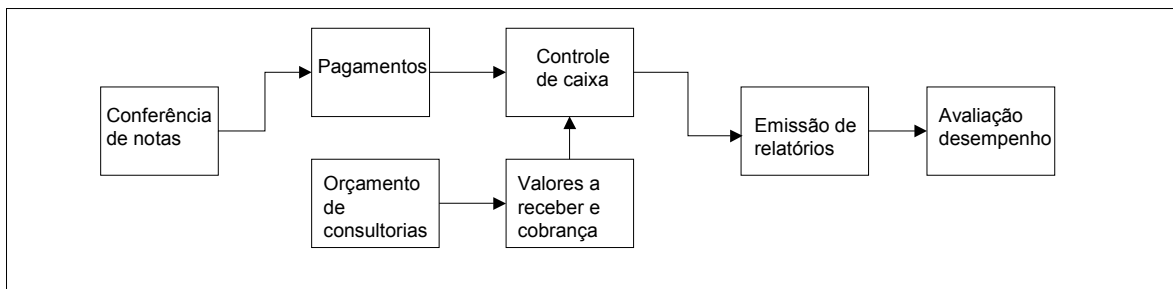 Conferência
de notas
Pagamentos
Controle
de caixa
Orçamento
de
consultorias
Valores a
receber e
cobrança
Emissão de
relatórios
Avaliação
desempenho